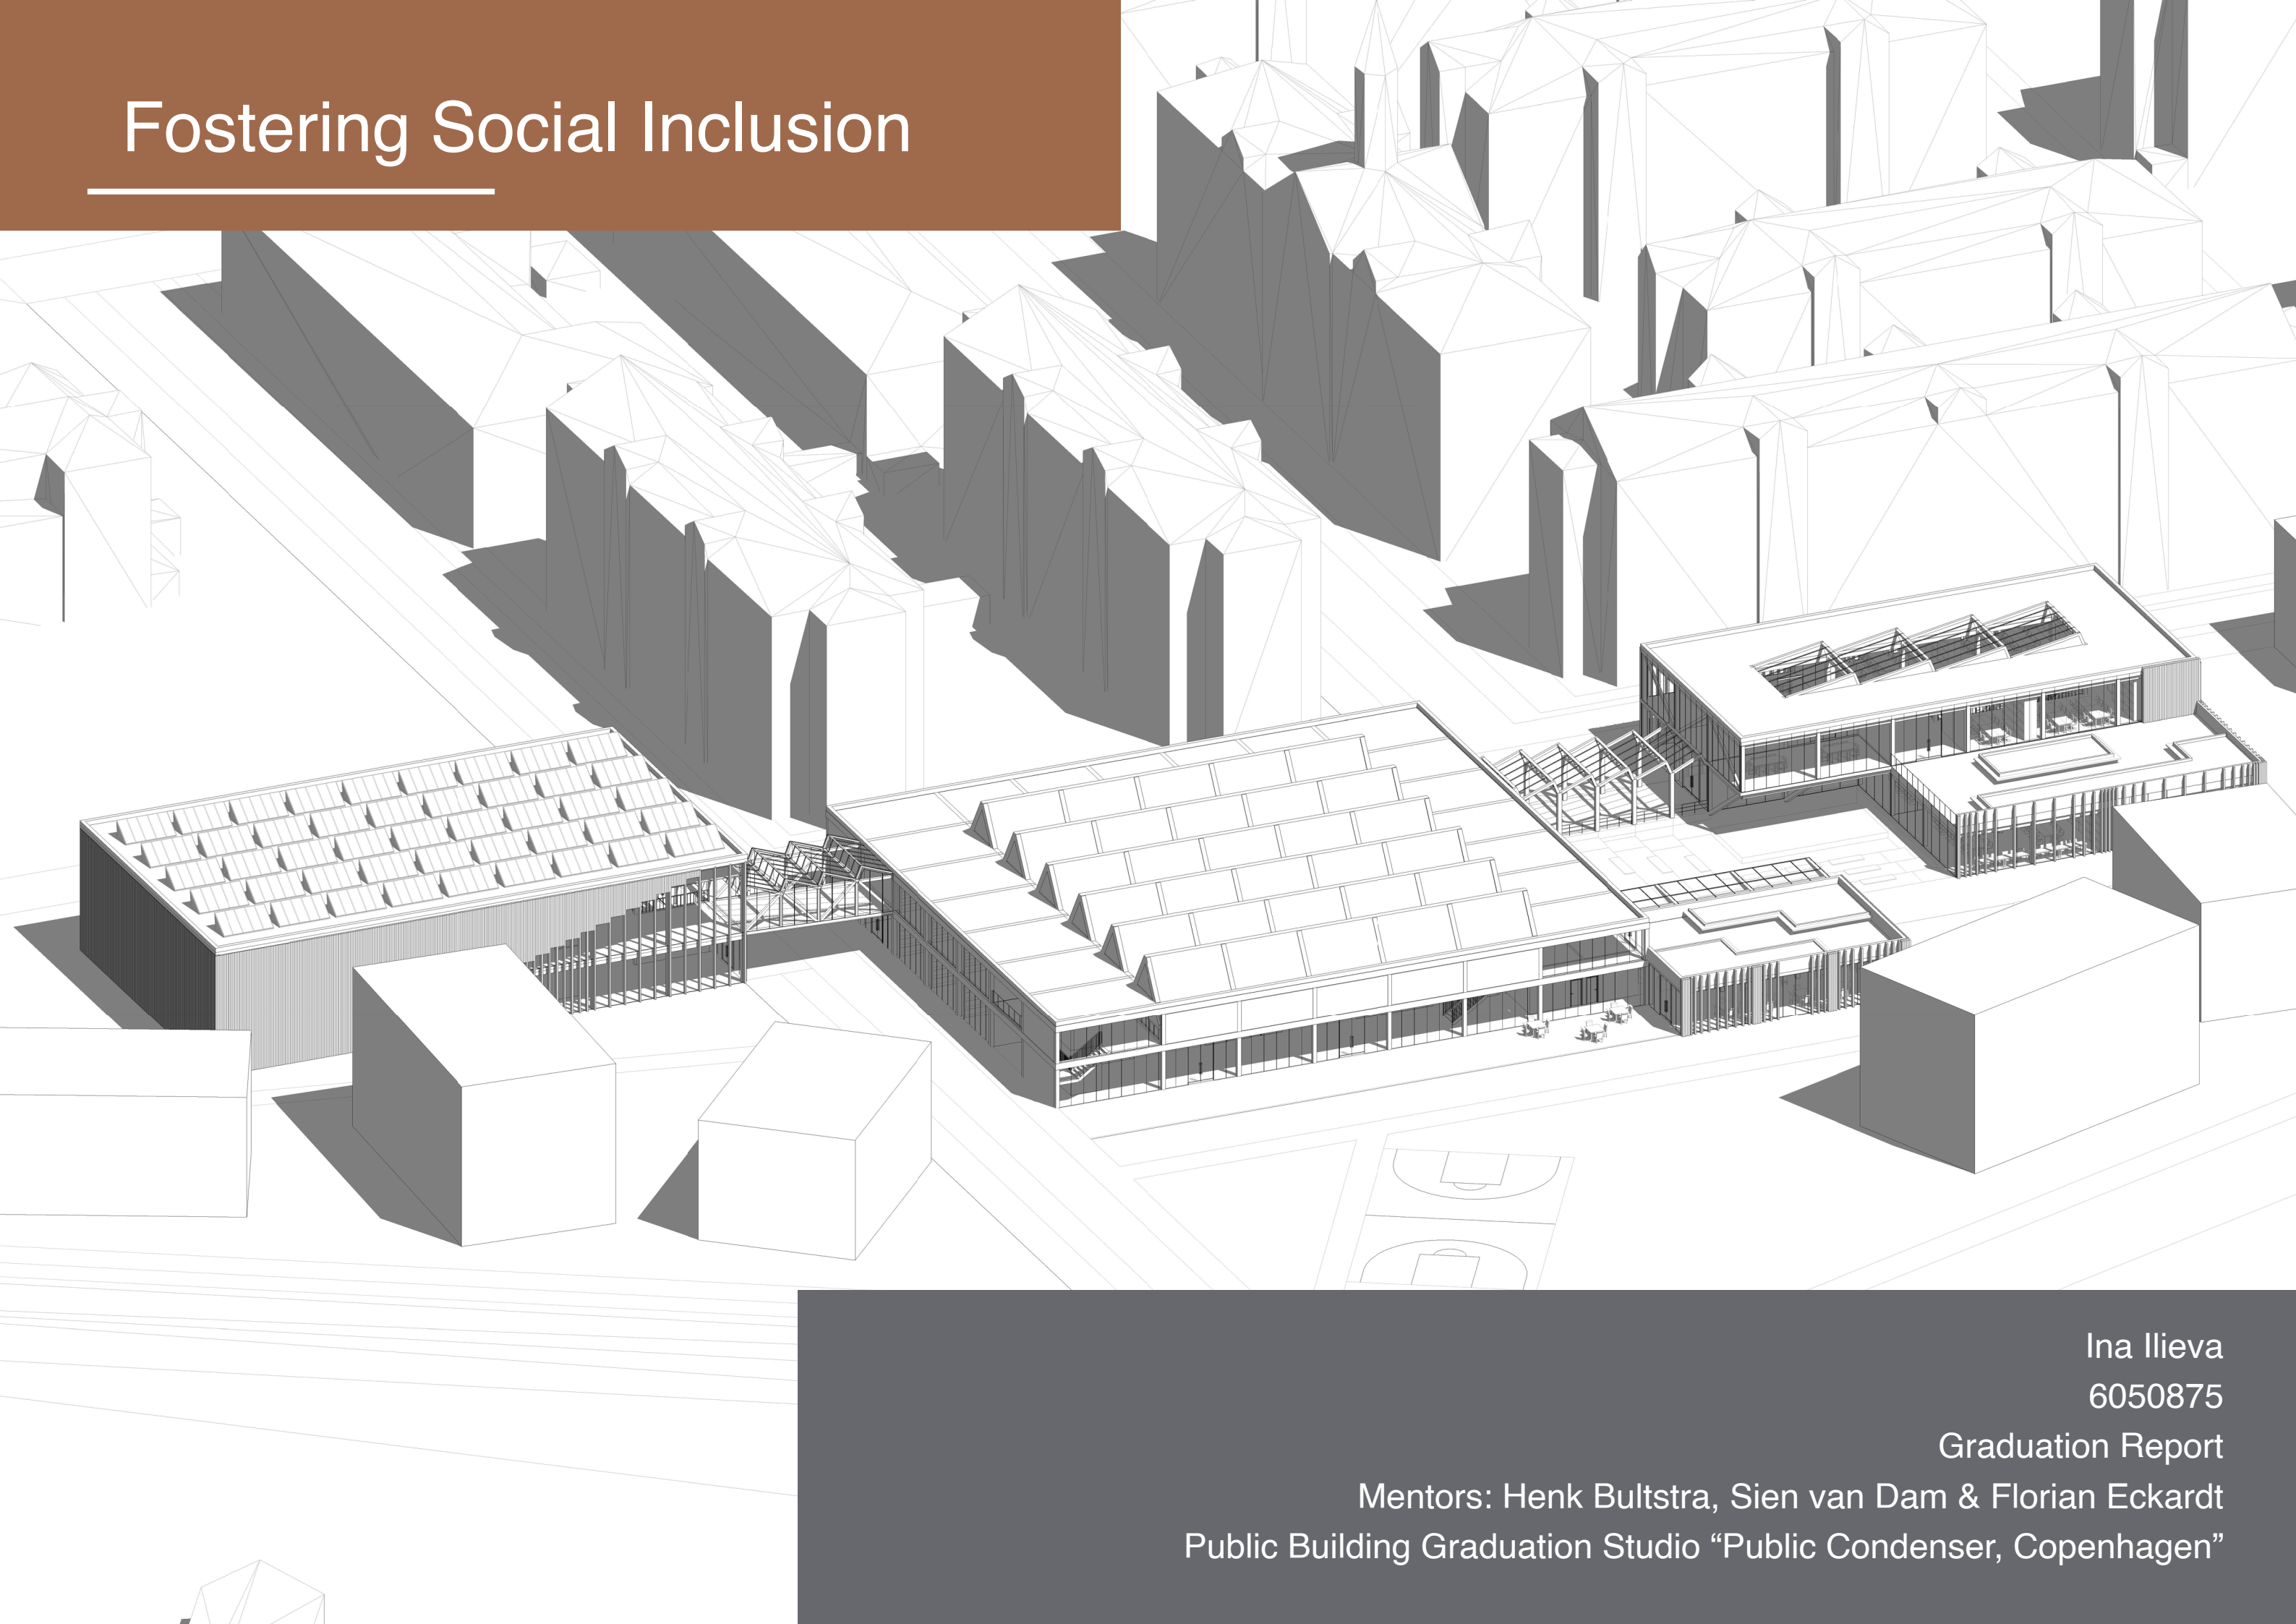 Fostering Social Inclusion
Ina Ilieva
6050875
Graduation Report
Mentors: Henk Bultstra, Sien van Dam & Florian Eckardt
Public Building Graduation Studio “Public Condenser, Copenhagen”